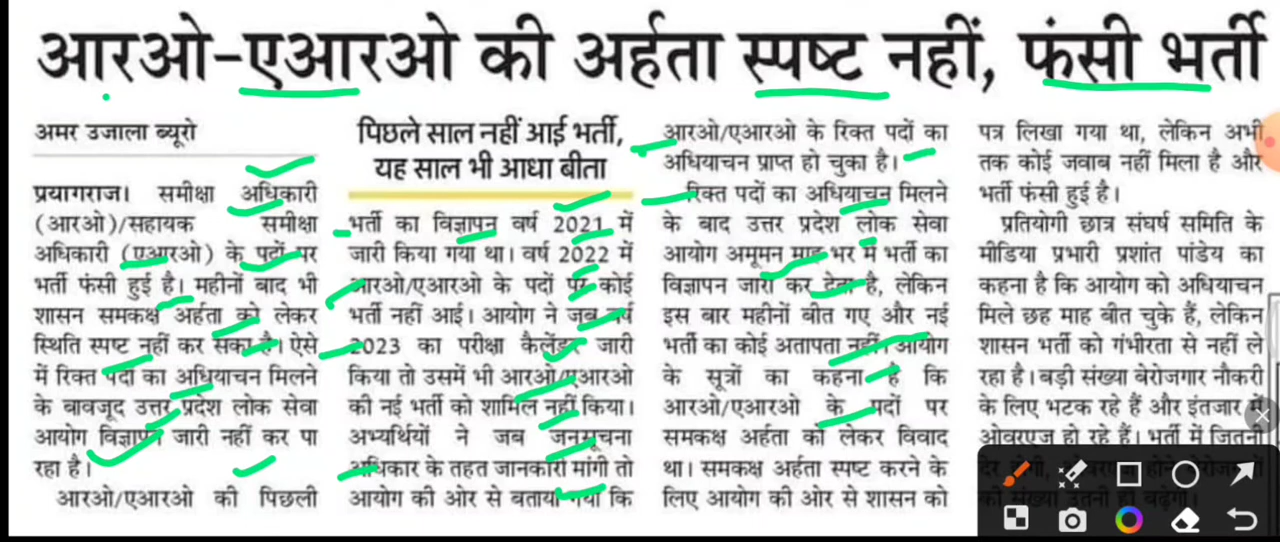 आरओ-एआरओ की अर्हता स्पष्ट नहीं, फंसी भर्ती
अमर उजाला ब्यूरो
प्रयागराज। समीक्षा अधिकारी
(आरओ)/सहायक समीक्षा
अधिकारी (एआरओ) के पदों पर
भर्ती फंसी हुई है। महीनों बाद भी
शासन समकक्ष अर्हता को लेकर
स्थिति स्पष्ट नहीं कर सका है। ऐसे
में रिक्त पदों का अधियाचन मिलने
के बावजूद उत्तर प्रदेश लोक सेवा
आयोग विज्ञापन जारी नहीं कर पा
रहा है।
आरओ/एआरओ की पिछली
पिछले साल नहीं आई भर्ती,
यह साल भी आधा बीता
भर्ती का विज्ञापन वर्ष 2021 में
जारी किया गया था। वर्ष 2022 में
आरओ/एआरओ के पदों पर कोई
भर्ती नहीं आई। आयोग ने जब वर्ष
2023 का परीक्षा कैलेंडर जारी
किया तो उसमें भी आरओ/एआरओ
की नई भर्ती को शामिल नहीं किया।
अभ्यर्थियों ने जब जनसूचना
अधिकार के तहत जानकारी मांगी तो
आयोग की ओर से बताया गया कि
आरओ/एआरओ के रिक्त पदों का
अधियाचन प्राप्त हो चुका है।
रिक्त पदों का अधियाचन मिलने
के बाद उत्तर प्रदेश लोक सेवा
आयोग अमूमन माह भर में भर्ती का
विज्ञापन जारी कर देता है, लेकिन
इस बार महीनों बीत गए और नई
भर्ती का कोई अतापता नहीं। आयोग
के सूत्रों का कहना है कि
आरओ/एआरओ के पदों पर
समकक्ष अर्हता को लेकर विवाद
था। समकक्ष अर्हता स्पष्ट करने के
लिए आयोग की ओर से शासन को
पत्र लिखा गया था, लेकिन अभी
तक कोई जवाब नहीं मिला है और
भर्ती फंसी हुई है।
प्रतियोगी छात्र संघर्ष समिति के
मीडिया प्रभारी प्रशांत पांडेय का
कहना है कि आयोग को अधियाचन
मिले छह माह बीत चुके हैं, लेकिन
शासन भर्ती को गंभीरता से नहीं ले
रहा है। बड़ी संख्या बेरोजगार नौकरी
के लिए भटक रहे हैं और इंतजार में
ओवरएज हो रहे हैं। भर्ती में जितनी
की संख्या उतनी ही बढ़ेगी।